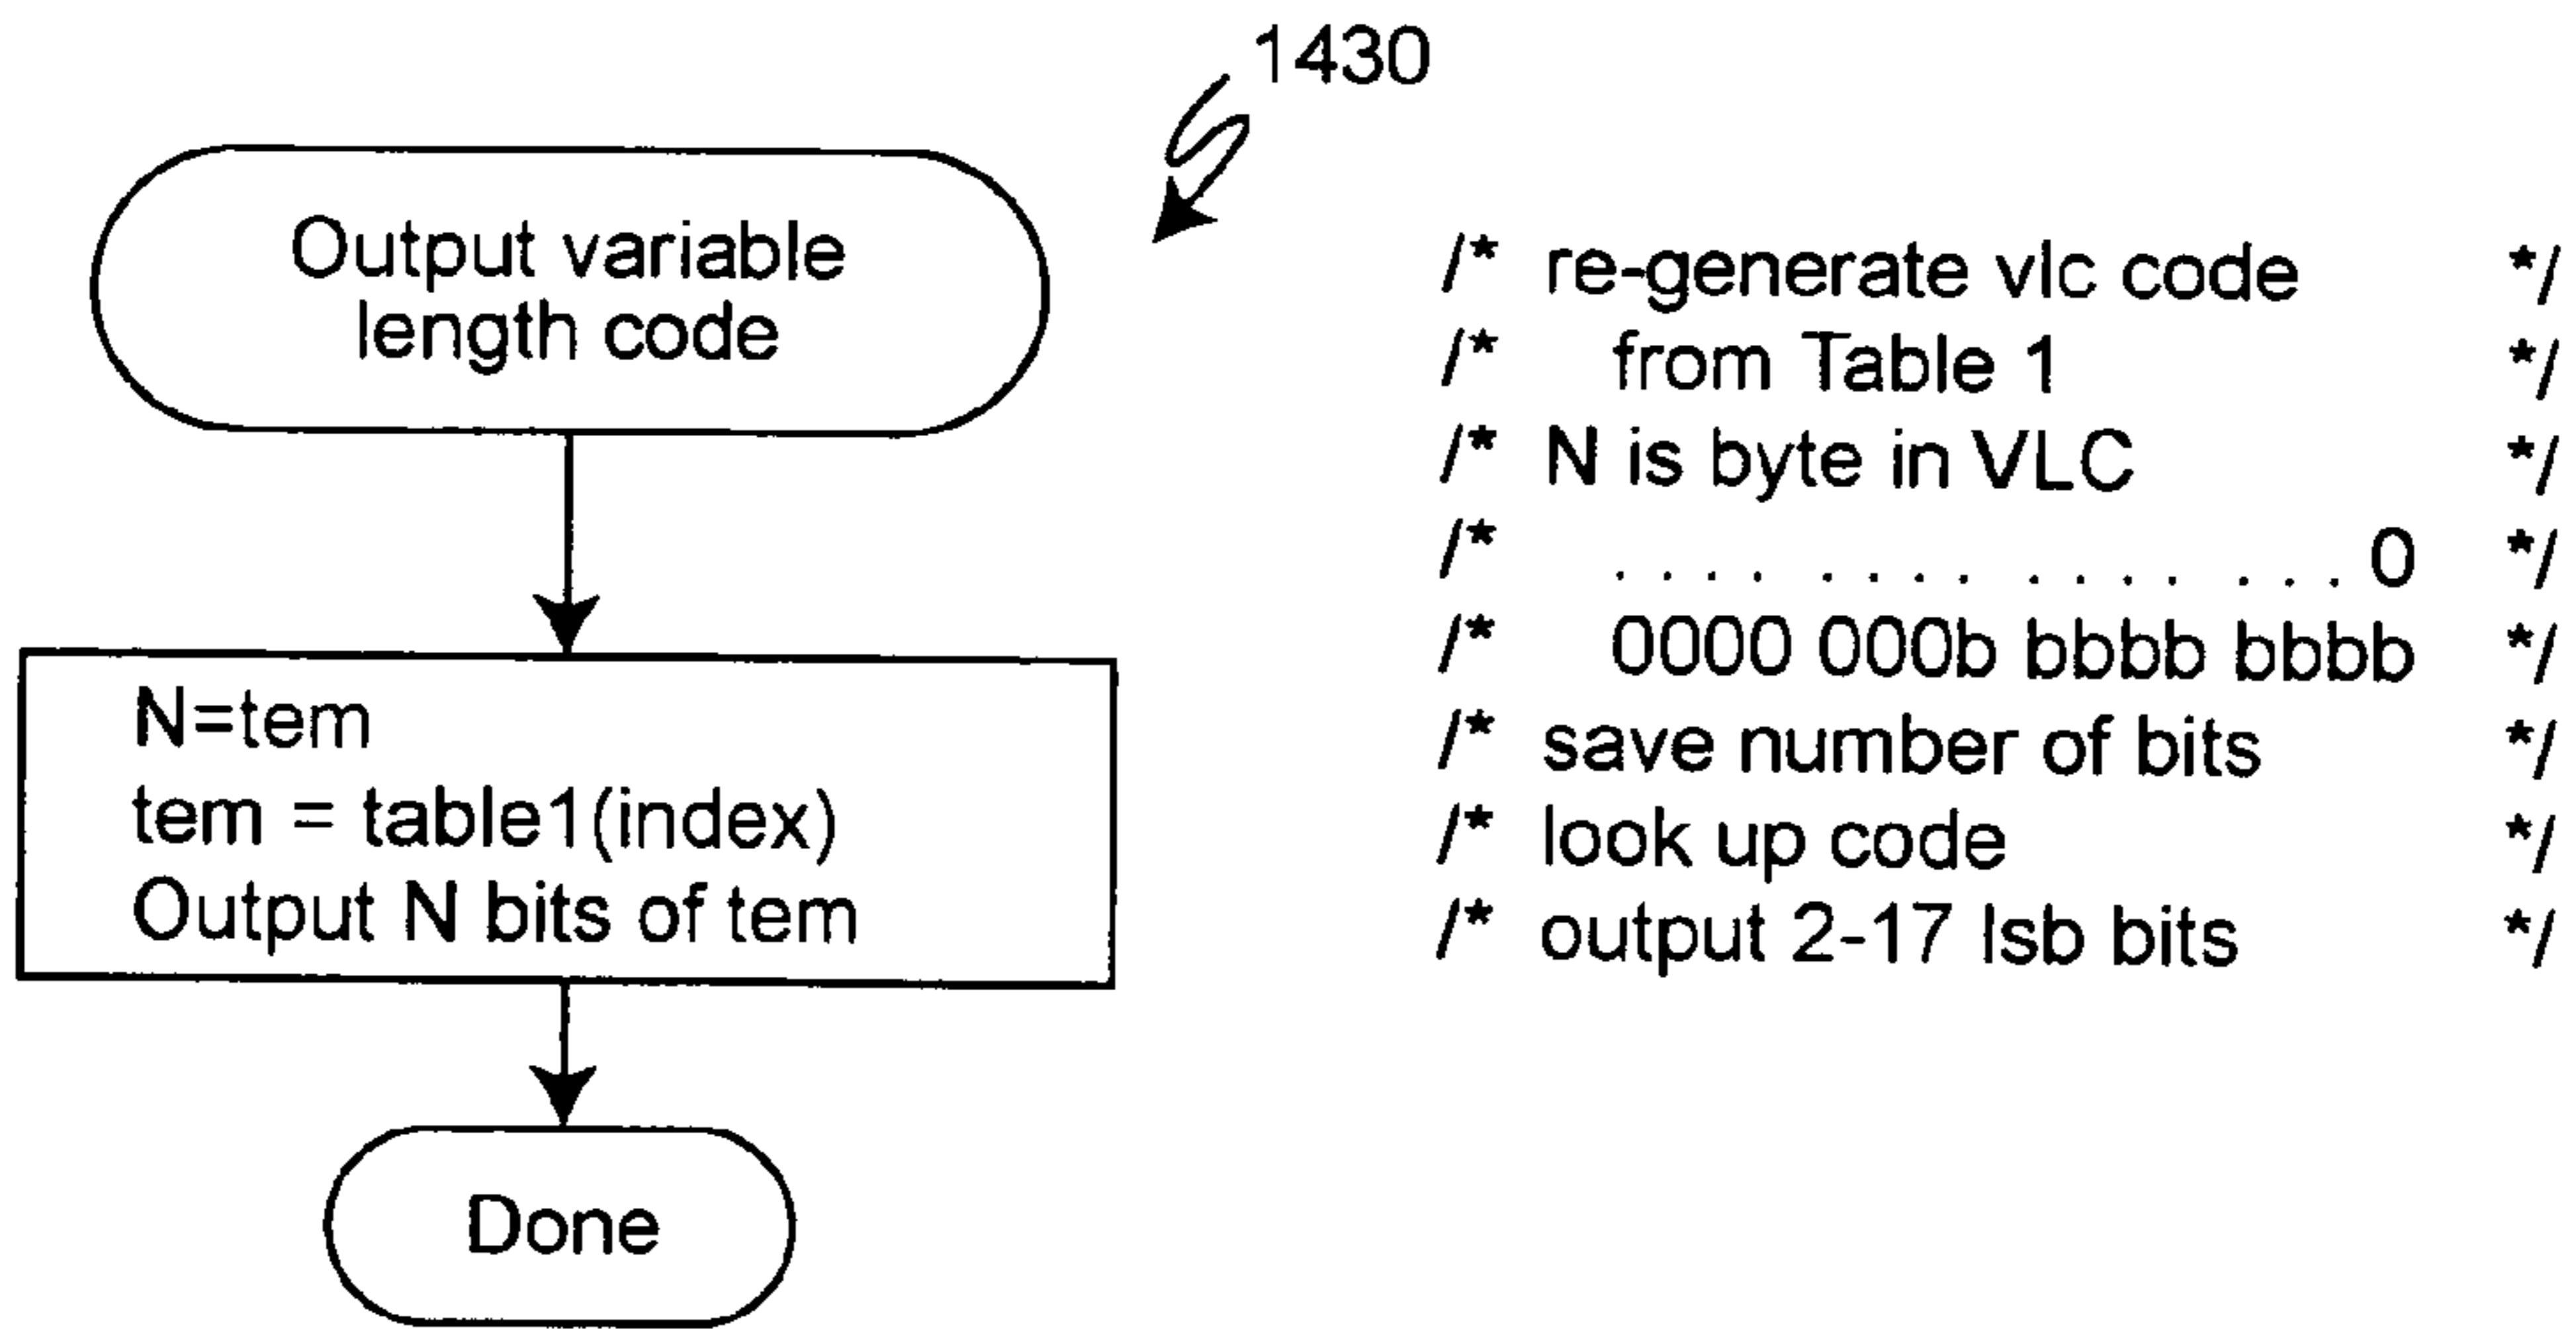 1430
Output variable
length code
N=tem
tem = table1(index)
Output N bits of tem
Done
/* re-generate vlc code */
/* from Table 1 */
/* N is byte in VLC */
/* . . . . . . . . . . . . . . . 0 */
/* 0000 000b bbbb bbbb */
/* save number of bits */
/* look up code */
/* output 2-17 lsb bits */